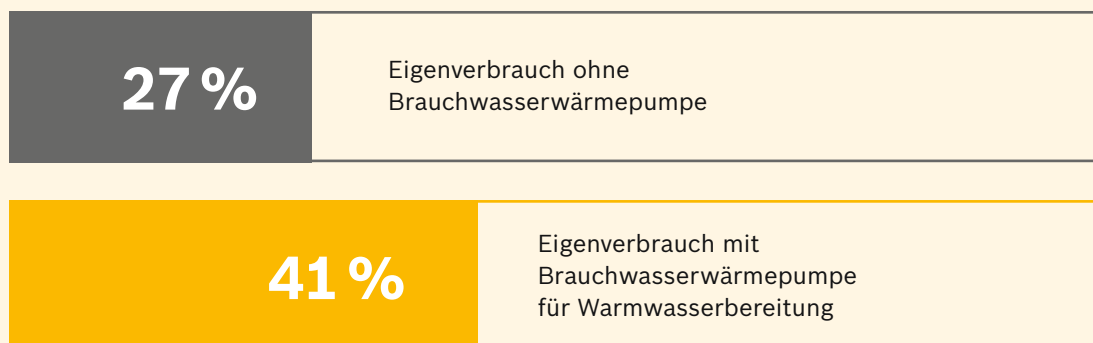 27 %
Eigenverbrauch ohne
Brauchwasserwärmepumpe
41 %
Eigenverbrauch mit
Brauchwasserwärmepumpe
für Warmwasserbereitung